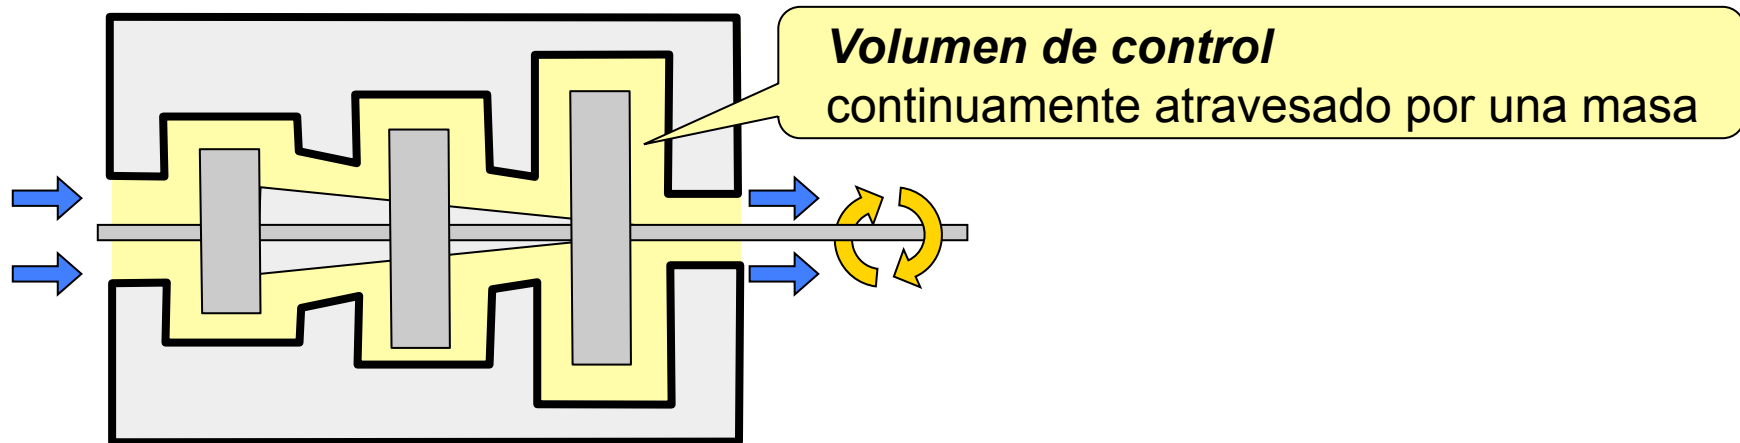 Volumen de control
continuamente atravesado por una masa